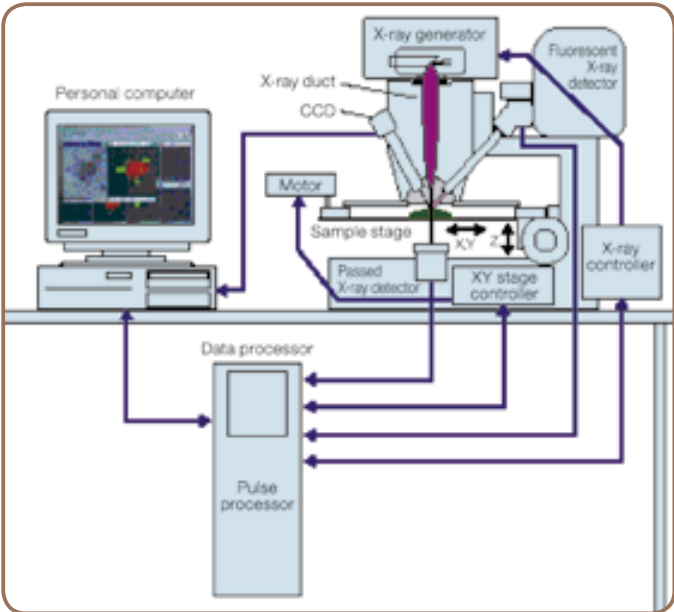 X-ray generator
Fluorescent
X-ray
detector
X-ray duct
Personal computer
CCD
Motor
Sample stage
X,Y
Z
X-ray
controller
Passed
X-ray detector
XY stage
controller
Data processor
Pulse
processor